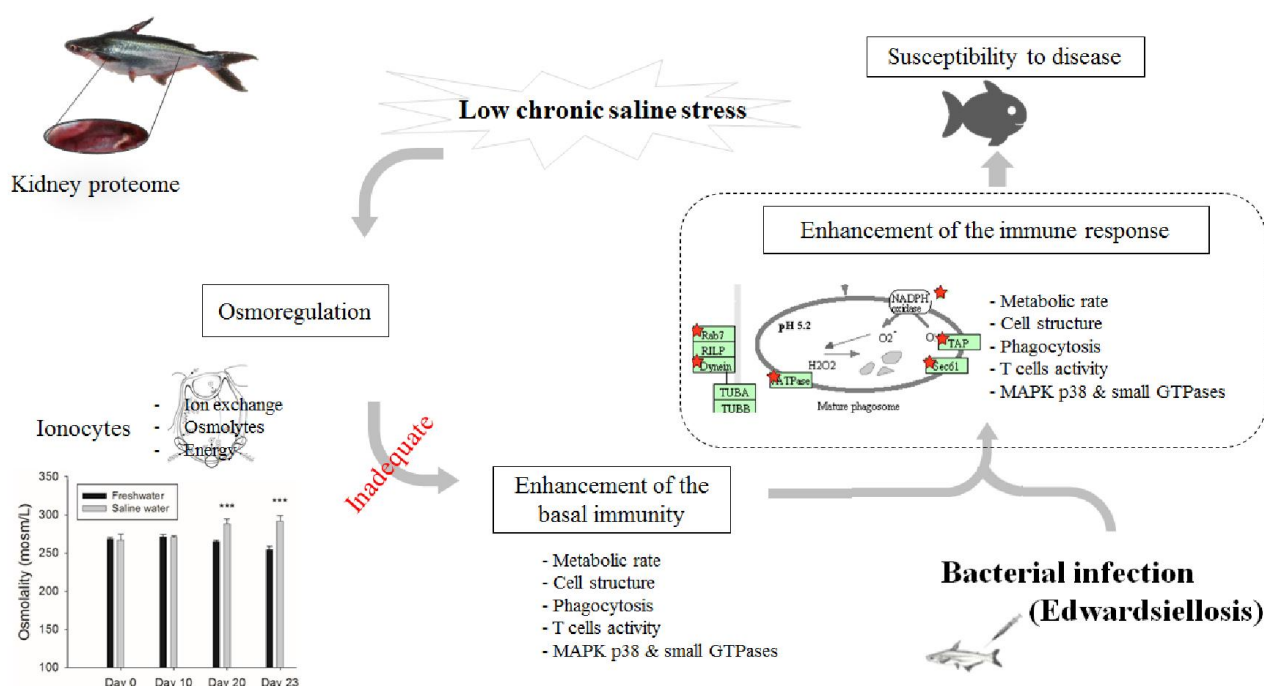 Kidney proteome
Low chronic saline stress
Susceptibility to disease
Osmoregulation
Ionocytes
- Ion exchange
- Osmolytes
- Energy
Inadequate
350
300
250
200
150
100
Osmolality (mosm/L)
Freshwater
Saline water
***
***
Day 0
Day 10
Day 20
Day 23
Enhancement of the
basal immunity
- Metabolic rate
- Cell structure
- Phagocytosis
- T cells activity
- MAPK p38 & small GTPases
Enhancement of the immune response
Rab7
RILP
Dynein
TUBA
TUBB
pH 5.2
NADPH
oxidase
O2-
H2O2
TAP
Sec61
Mature phagosome
- Metabolic rate
- Cell structure
- Phagocytosis
- T cells activity
- MAPK p38 & small GTPases
Bacterial infection
(Edwardsiellosis)